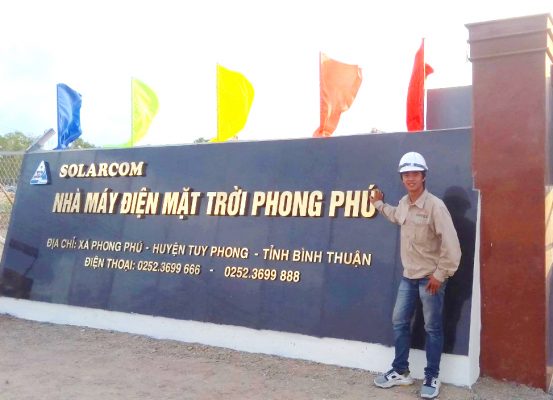 SOLARCOM
NHÀ MÁY ĐIỆN MẶT TRỜI PHONG PHÚ
ĐỊA CHỈ: XÃ PHONG PHÚ - HUYỆN TUY PHONG - TỈNH BÌNH THUẬN
ĐIỆN THOẠI: 0252.3699 666 - 0252.3699 888